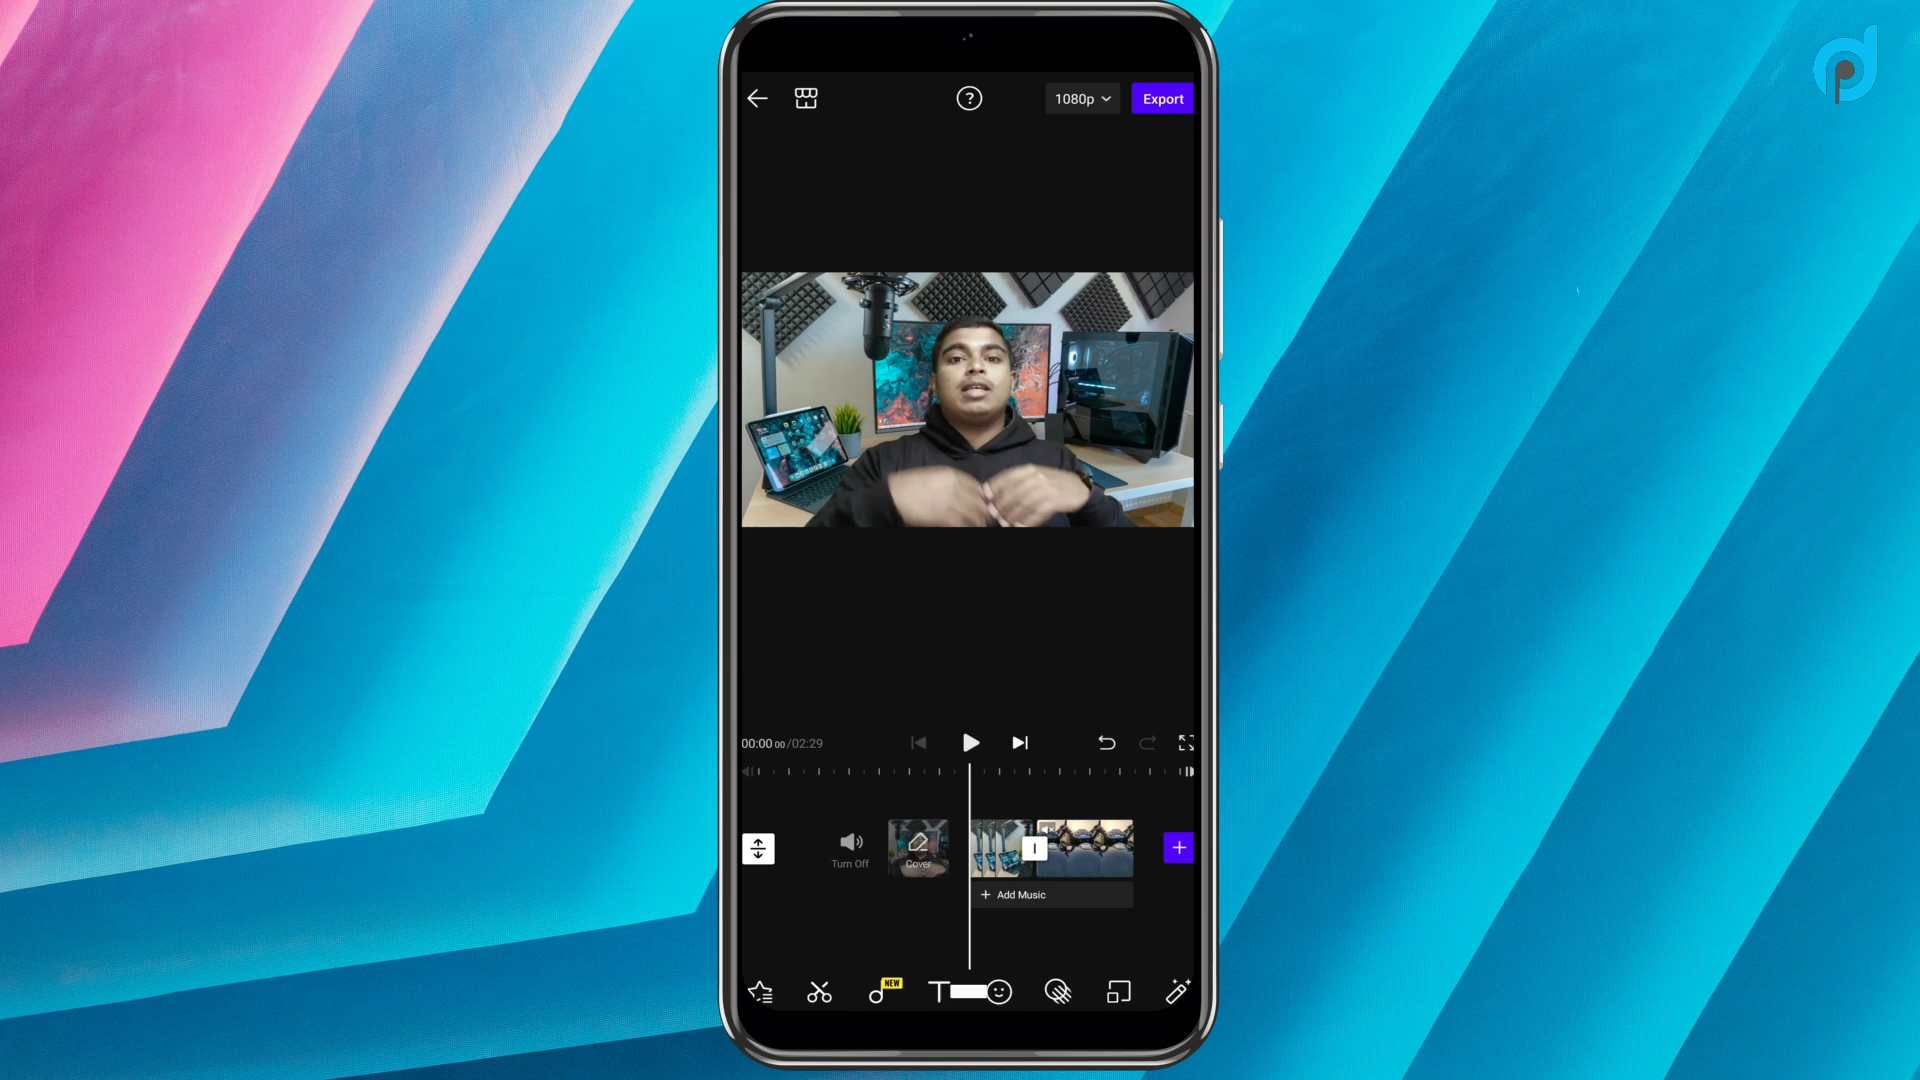 ?
1080p
Export
00:00 00 /02:29
Turn Off
Cover
+ Add Music
NEW
T